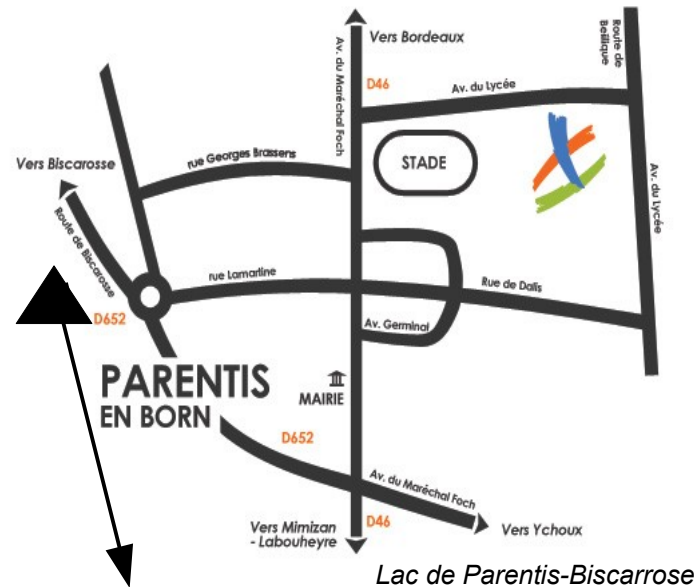 Vers Bordeaux
Route de
Besilique
Av. du Maréchal Foch
D46
Av. du Lycée
rue Georges Brassens
STADE
Vers Biscarosse
Av. du Lycée
Route de Biscarosse
rue Lamartine
Rue de Dalis
D652
Av. Germinal
PARENTIS
EN BORN
MAIRIE
D652
Av. du Maréchal Foch
D46
Vers Mimizan
- Labouheyre
Vers Ychoux
Lac de Parentis-Biscarrose